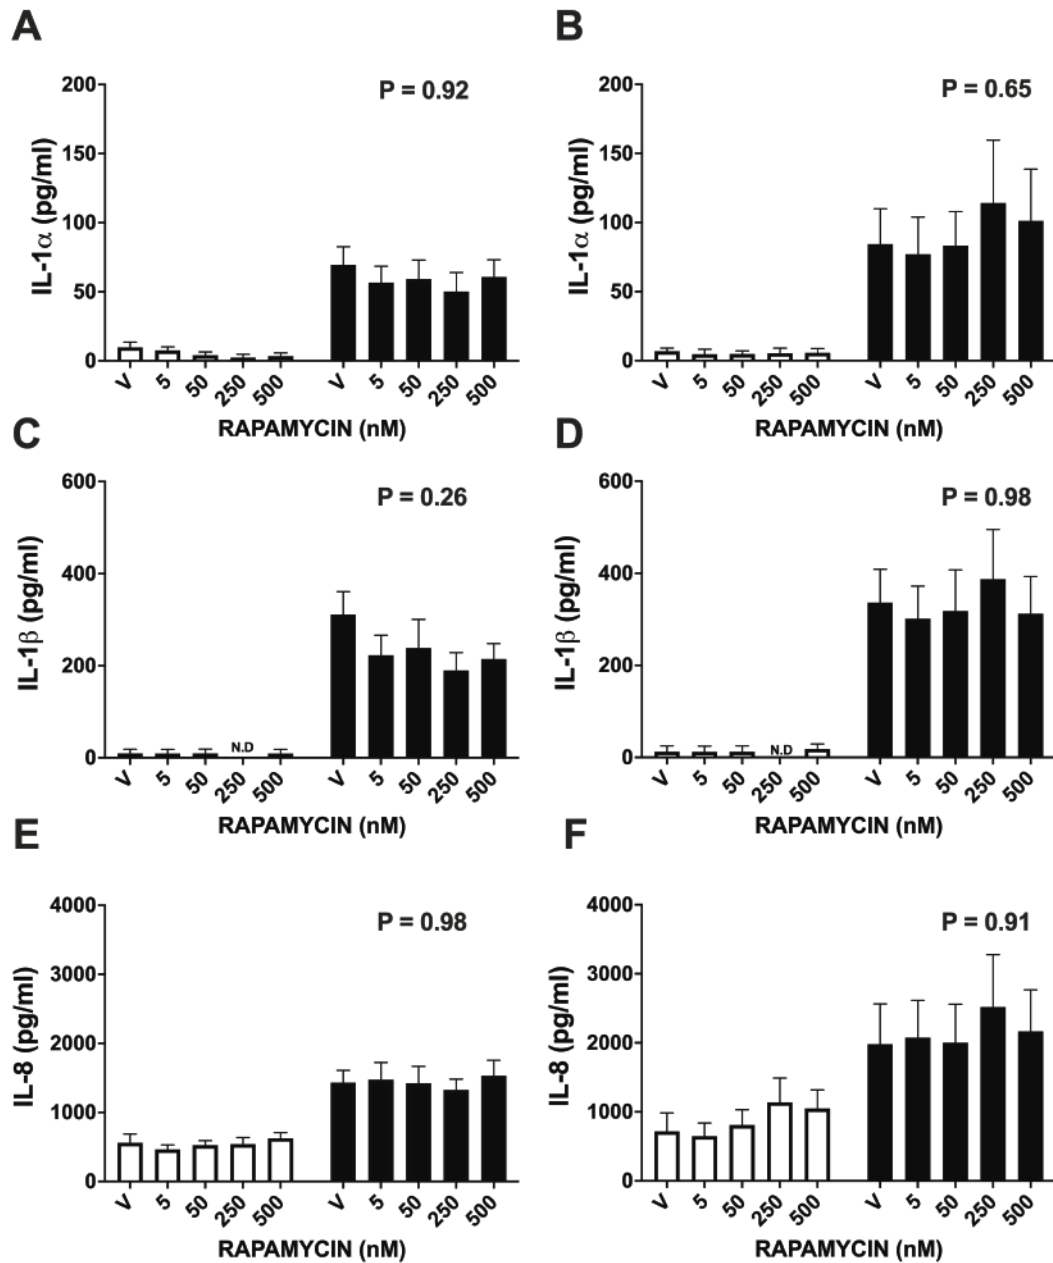 A
P = 0.92
IL-1α (pg/ml)
200
150
100
50
0
V 5 50 250 500 V 5 50 250 500
RAPAMYCIN (nM)
B
P = 0.65
IL-1α (pg/ml)
200
150
100
50
0
V 5 50 250 500 V 5 50 250 500
RAPAMYCIN (nM)
C
P = 0.26
IL-1β (pg/ml)
600
400
200
0
N.D
V 5 50 250 500 V 5 50 250 500
RAPAMYCIN (nM)
D
P = 0.98
IL-1β (pg/ml)
600
400
200
0
N.D
V 5 50 250 500 V 5 50 250 500
RAPAMYCIN (nM)
E
P = 0.98
IL-8 (pg/ml)
4000
3000
2000
1000
0
V 5 50 250 500 V 5 50 250 500
RAPAMYCIN (nM)
F
P = 0.91
IL-8 (pg/ml)
4000
3000
2000
1000
0
V 5 50 250 500 V 5 50 250 500
RAPAMYCIN (nM)